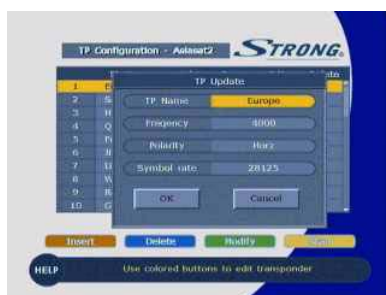 TP Configuration - Asiasat2
STRONG
TP Update
1
2
3
4
5
6
7
8
9
10
TP Name
Europe
Freqency
4000
Polarity
Horz
Symbol rate
28125
OK
Cancel
Insert
Delete
Modify
HELP
Use colored buttons to edit transponder